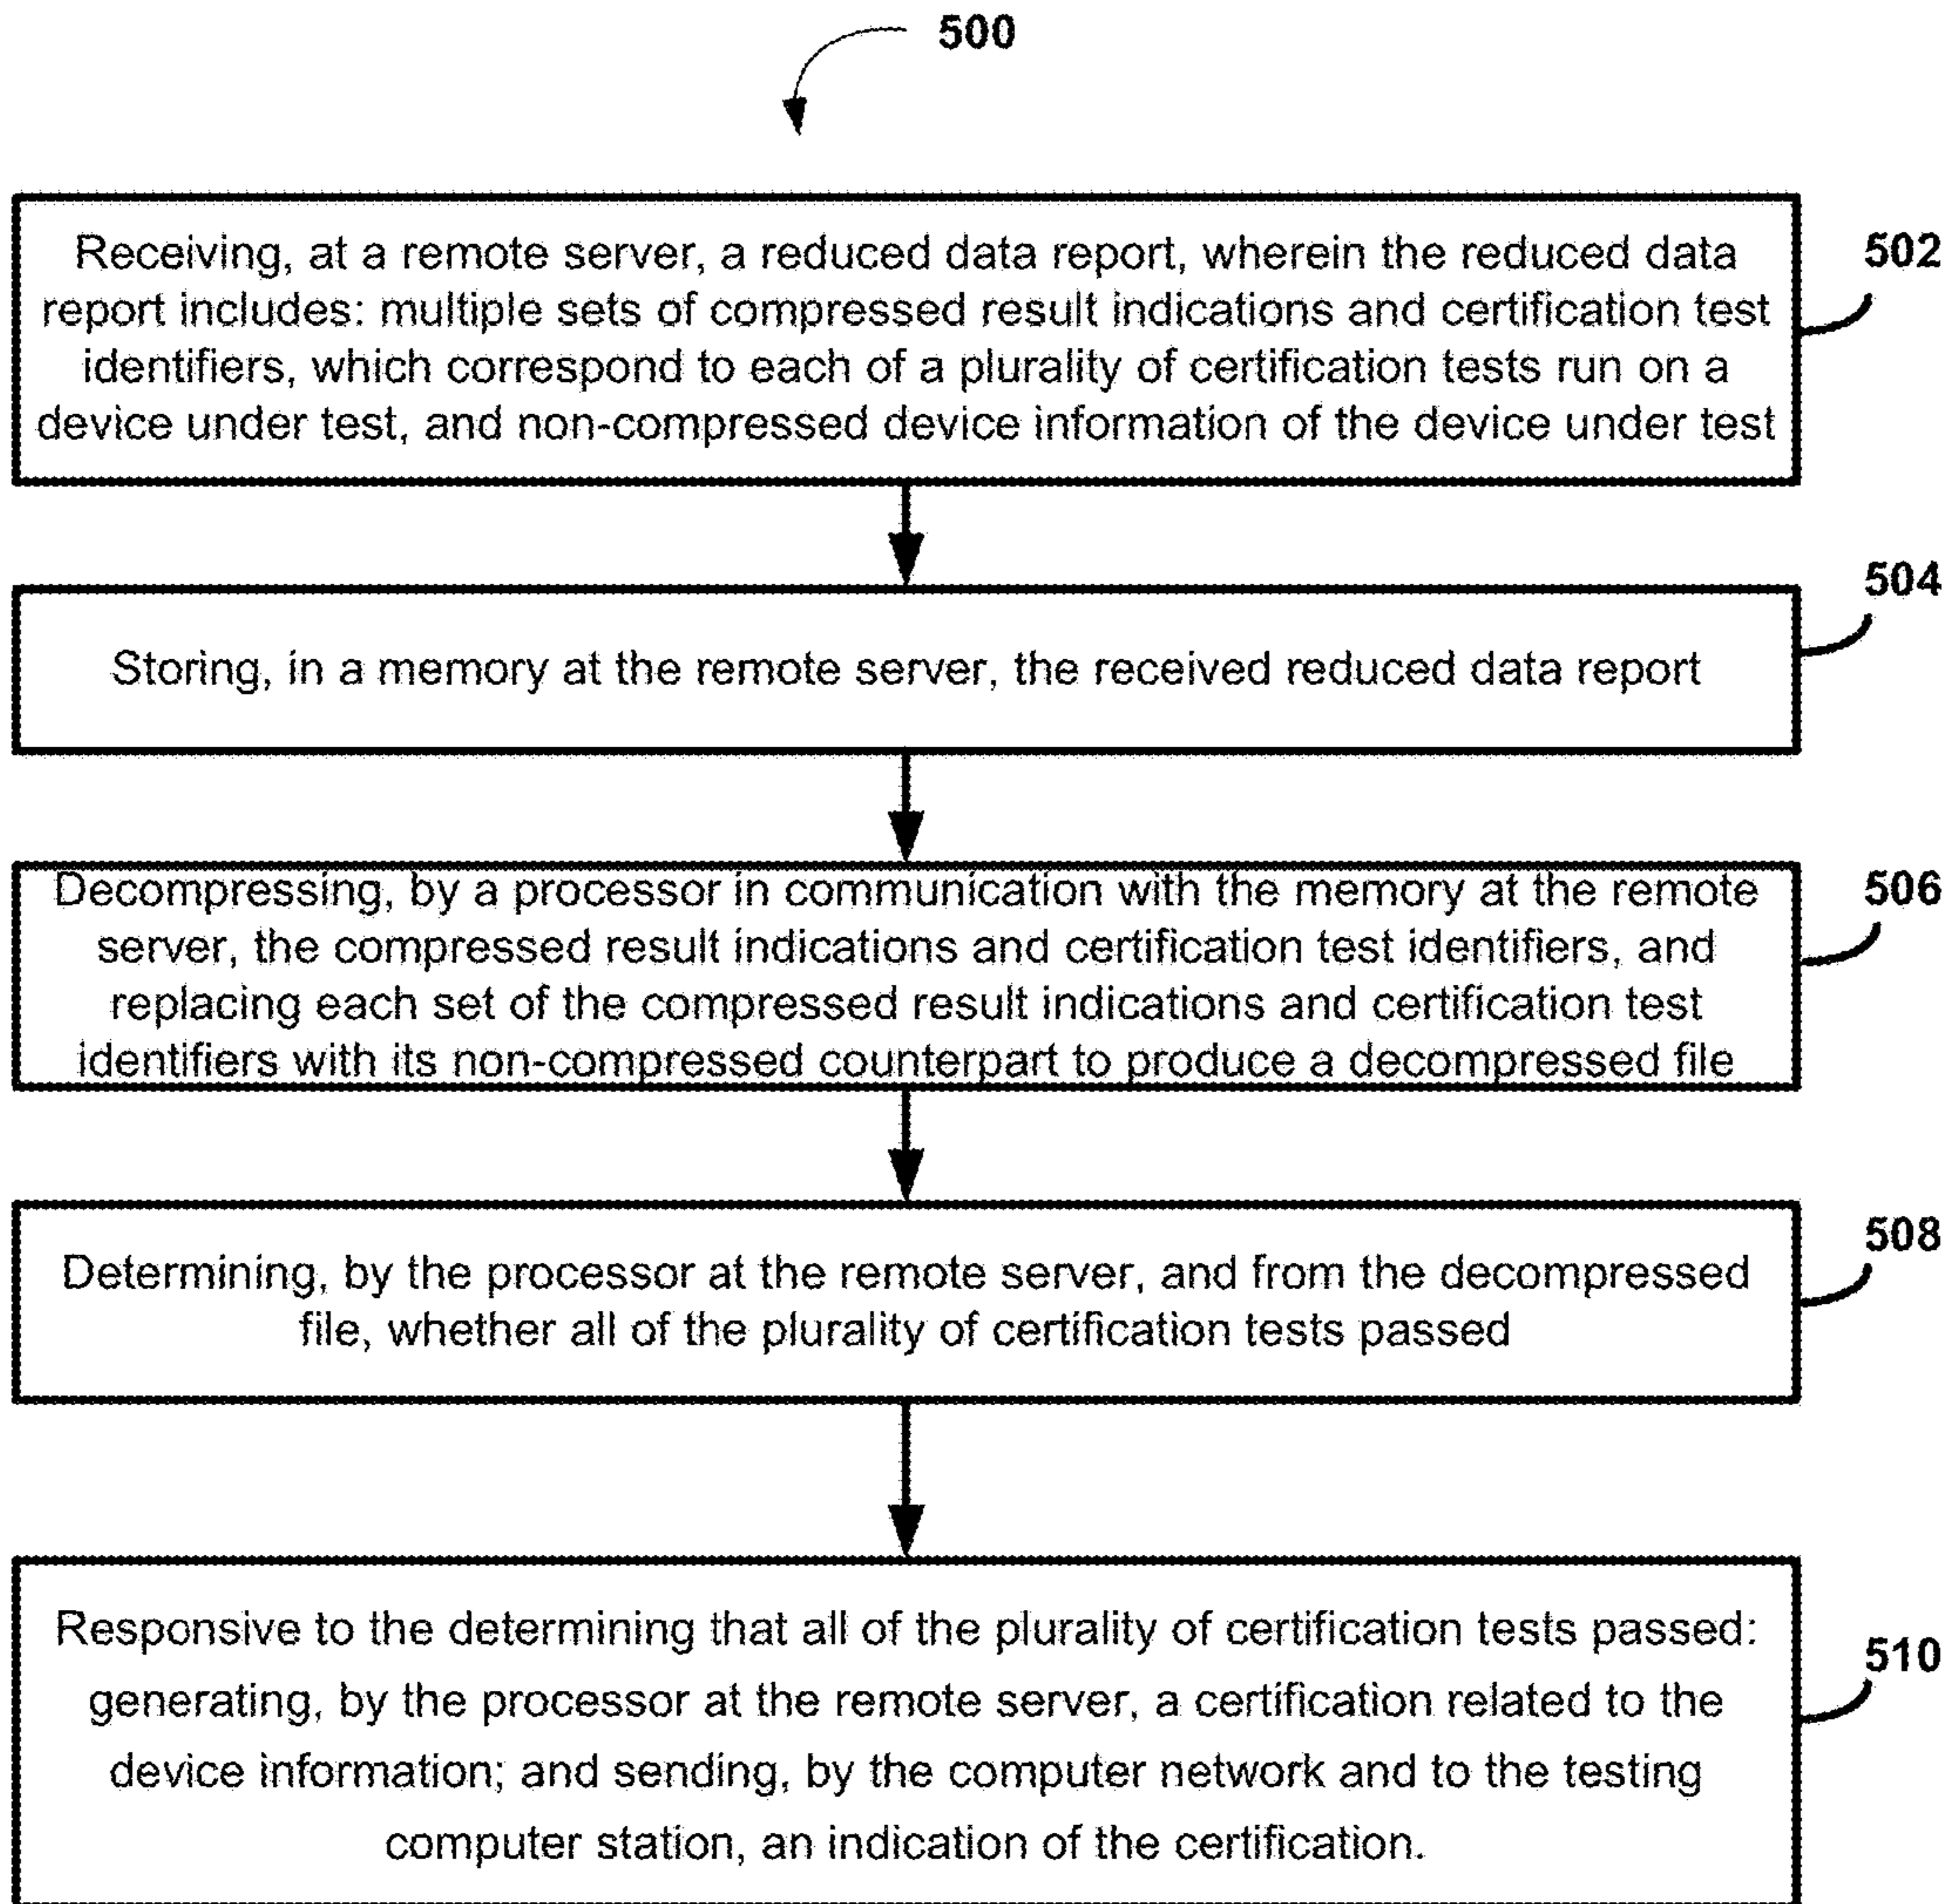 500
Receiving, at a remote server, a reduced data report, wherein the reduced data
report includes: multiple sets of compressed result indications and certification test
identifiers, which correspond to each of a plurality of certification tests run on a
device under test, and non-compressed device information of the device under test
502
Storing, in a memory at the remote server, the received reduced data report
504
Decompressing, by a processor in communication with the memory at the remote
server, the compressed result indications and certification test identifiers, and
replacing each set of the compressed result indications and certification test
identifiers with its non-compressed counterpart to produce a decompressed file
506
Determining, by the processor at the remote server, and from the decompressed
file, whether all of the plurality of certification tests passed
508
Responsive to the determining that all of the plurality of certification tests passed:
generating, by the processor at the remote server, a certification related to the
device information; and sending, by the computer network and to the testing
computer station, an indication of the certification.
510